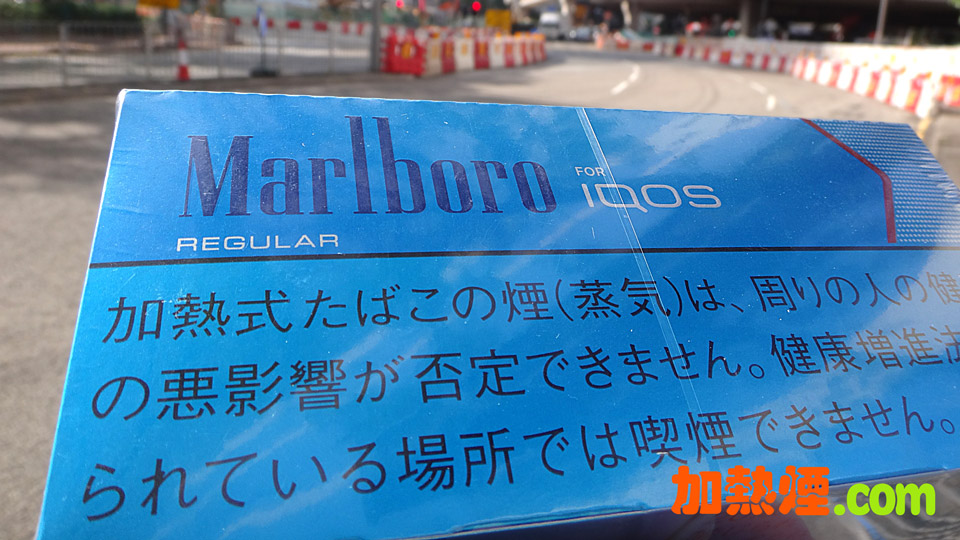 Marlboro FOR IQOS
REGULAR
加熱式たばこの煙(蒸気)は、周りの人の健
の悪影響が否定できません。健康増進法
られている場所では喫煙できません。
加熱煙.com